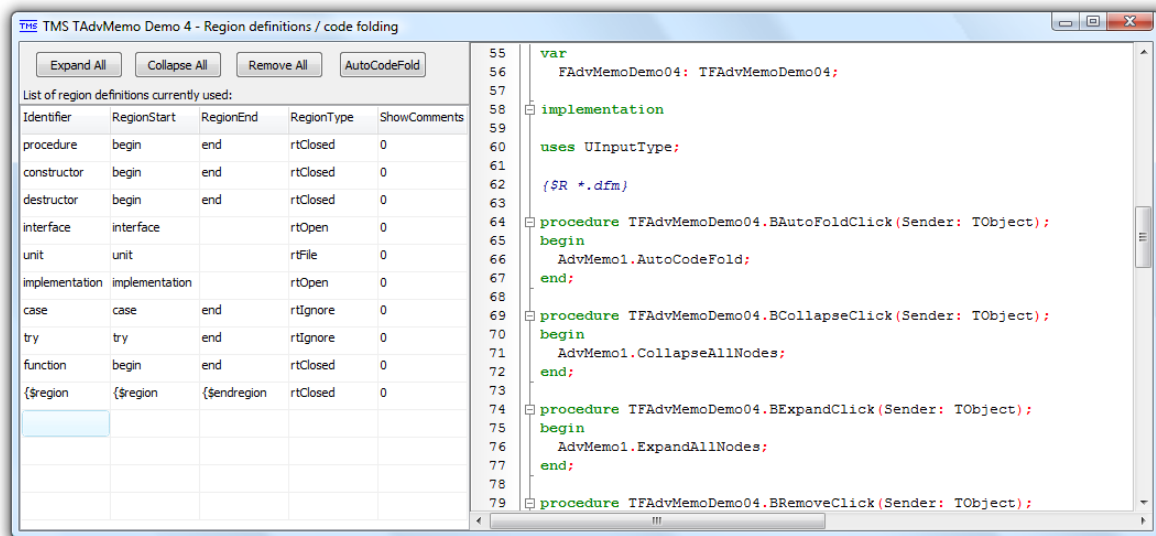 TMS TMS TAdvMemo Demo 4 - Region definitions / code folding
Expand All Collapse All Remove All AutoCodeFold
List of region definitions currently used:
Identifier RegionStart RegionEnd RegionType ShowComments
procedure begin end rtClosed 0
constructor begin end rtClosed 0
destructor begin end rtClosed 0
interface interface rtOpen 0
unit unit rtFile 0
implementation implementation rtOpen 0
case case end rtIgnore 0
try try end rtIgnore 0
function begin end rtClosed 0
{$region {$region {$endregion rtClosed 0
55 var
56 FAdvMemoDemo04: TFAdvMemoDemo04;
57
58 implementation
59
60 uses UInputType;
61
62 {$R *.dfm}
63
64 procedure TFAdvMemoDemo04.BAutoFoldClick(Sender: TObject);
65 begin
66 AdvMemo1.AutoCodeFold;
67 end;
68
69 procedure TFAdvMemoDemo04.BCollapseClick(Sender: TObject);
70 begin
71 AdvMemo1.CollapseAllNodes;
72 end;
73
74 procedure TFAdvMemoDemo04.BExpandClick(Sender: TObject);
75 begin
76 AdvMemo1.ExpandAllNodes;
77 end;
78
79 procedure TFAdvMemoDemo04.BRemoveClick(Sender: TObject);